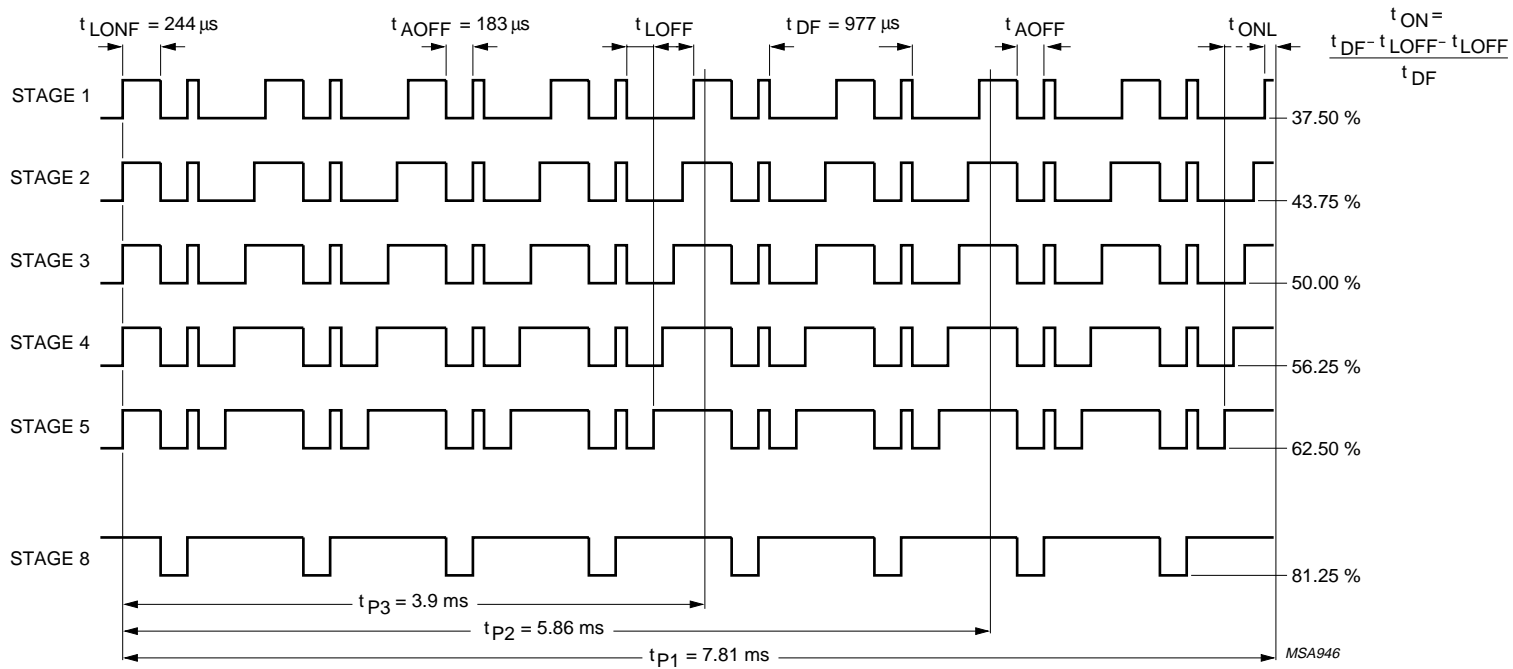 t LONF = 244 µs
t AOFF = 183 µs
t LOFF
t DF = 977 µs
t AOFF
t ONL
t ON =
t DF - t LOFF - t LOFF
t DF
STAGE 1
37.50 %
STAGE 2
43.75 %
STAGE 3
50.00 %
STAGE 4
56.25 %
STAGE 5
62.50 %
STAGE 8
81.25 %
t P3 = 3.9 ms
t P2 = 5.86 ms
t P1 = 7.81 ms
MSA946